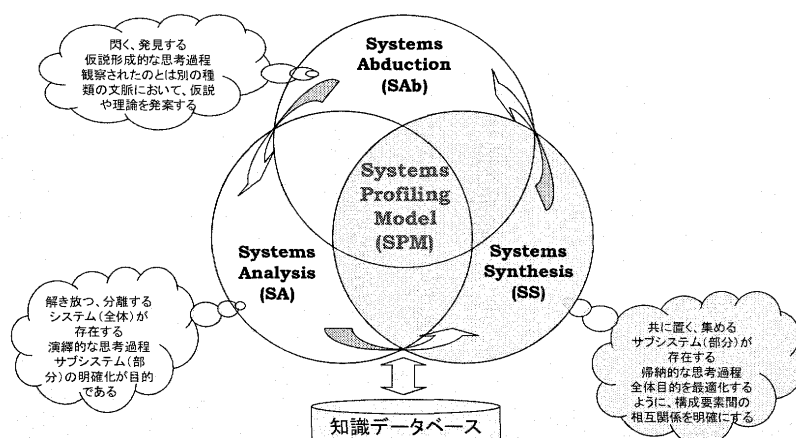 閃く、発見する
仮説形成的な思考過程
観察されたのとは別の種
類の文脈において、仮説
や理論を発案する
Systems
Abduction
(SAb)
Systems
Profiling
Model
(SPM)
Systems
Analysis
(SA)
Systems
Synthesis
(SS)
解き放つ、分離する
システム(全体)が
存在する
演繹的な思考過程
サブシステム(部
分)の明確化が目的
である
共に置く、集める
サブシステム(部分)が
存在する
帰納的な思考過程
全体目的を最適化する
ように、構成要素間の
相互関係を明確にする
知識データベース